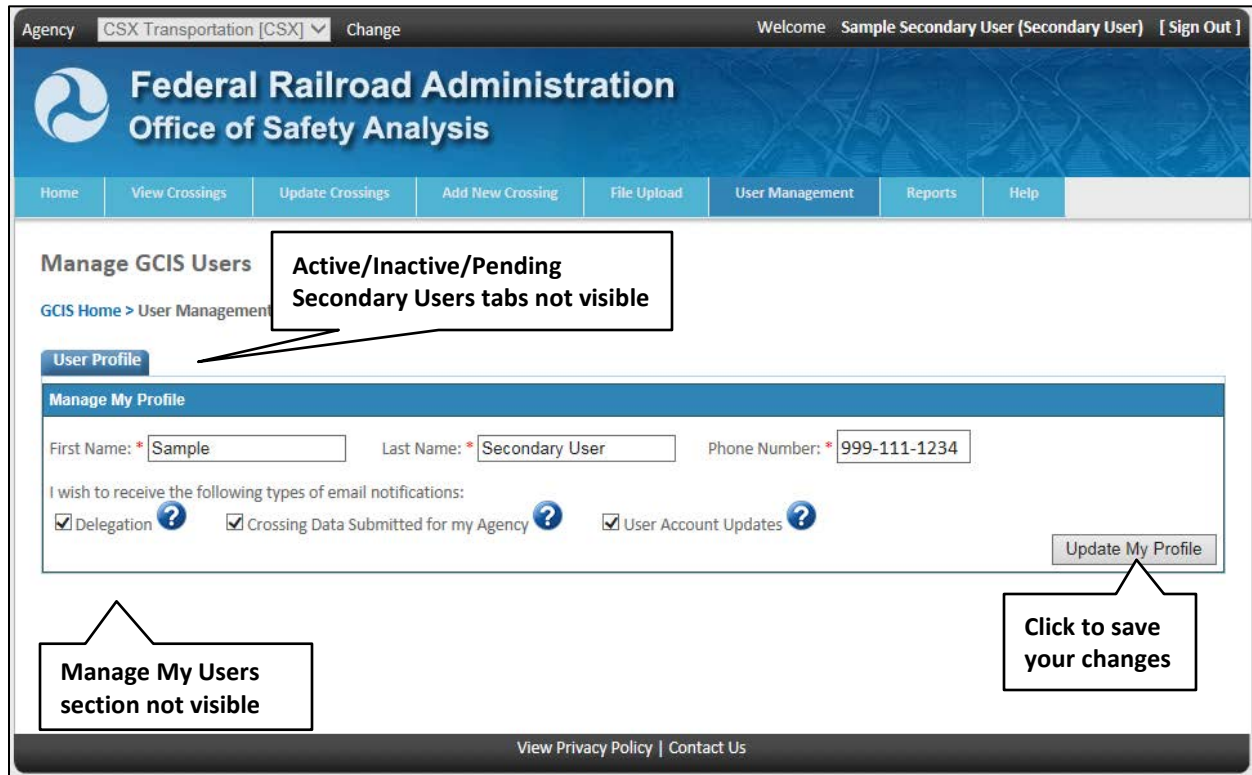 Agency CSX Transportation [CSX] Change Welcome Sample Secondary User (Secondary User) [ Sign Out ]
Federal Railroad Administration
Office of Safety Analysis
Home View Crossings Update Crossings Add New Crossing File Upload User Management Reports Help
Manage GCIS Users
Active/Inactive/Pending
Secondary Users tabs not visible
GCIS Home > User Management
User Profile
Manage My Profile
First Name: * Sample Last Name: * Secondary User Phone Number: * 999-111-1234
I wish to receive the following types of email notifications:
Delegation ? Crossing Data Submitted for my Agency ? User Account Updates ?
Update My Profile
Click to save
your changes
Manage My Users
section not visible
View Privacy Policy | Contact Us